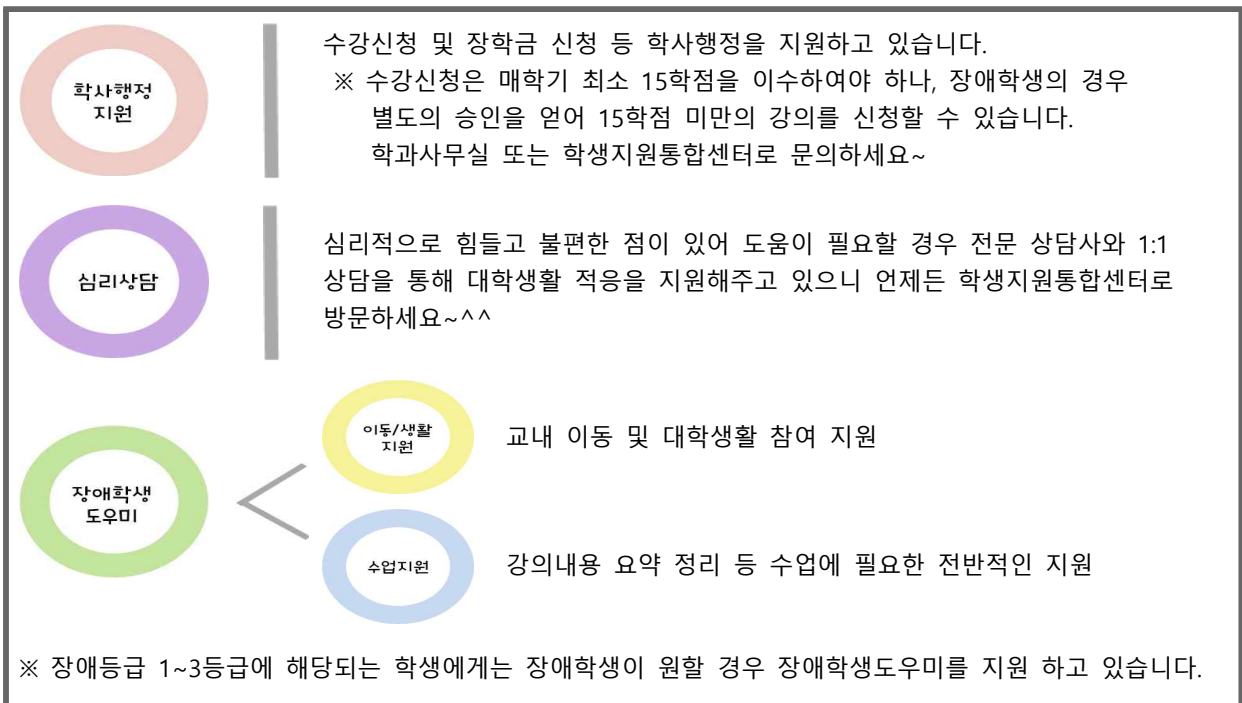 학사행정
지원
수강신청 및 장학금 신청 등 학사행정을 지원하고 있습니다.
※ 수강신청은 매학기 최소 15학점을 이수하여야 하나, 장애학생의 경우
별도의 승인을 얻어 15학점 미만의 강의를 신청할 수 있습니다.
학과사무실 또는 학생지원통합센터로 문의하세요~
심리상담
심리적으로 힘들고 불편한 점이 있어 도움이 필요할 경우 전문 상담사와 1:1
상담을 통해 대학생활 적응을 지원해주고 있으니 언제든 학생지원통합센터로
방문하세요~^^
장애학생
도우미
이동/생활
지원
교내 이동 및 대학생활 참여 지원
수업지원
강의내용 요약 정리 등 수업에 필요한 전반적인 지원
※ 장애등급 1~3등급에 해당되는 학생에게는 장애학생이 원할 경우 장애학생도우미를 지원 하고 있습니다.